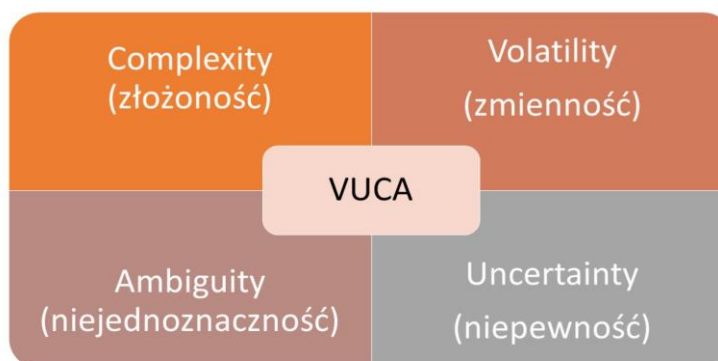 Complexity
(złożoność)
Volatility
(zmienność)
VUCA
Ambiguity
(niejednoznaczność)
Uncertainty
(niepewność)